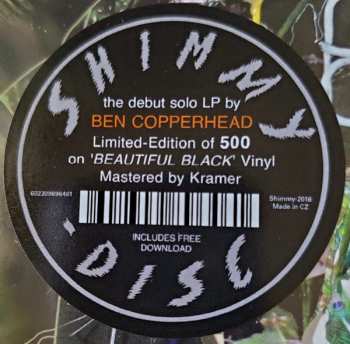 SHIMMY
the debut solo LP by
BEN COPPERHEAD
Limited-Edition of 500
on 'BEAUTIFUL BLACK' Vinyl
Mastered by Kramer
Shimmy-2016
Made in CZ
INCLUDES FREE
DOWNLOAD
·DISC